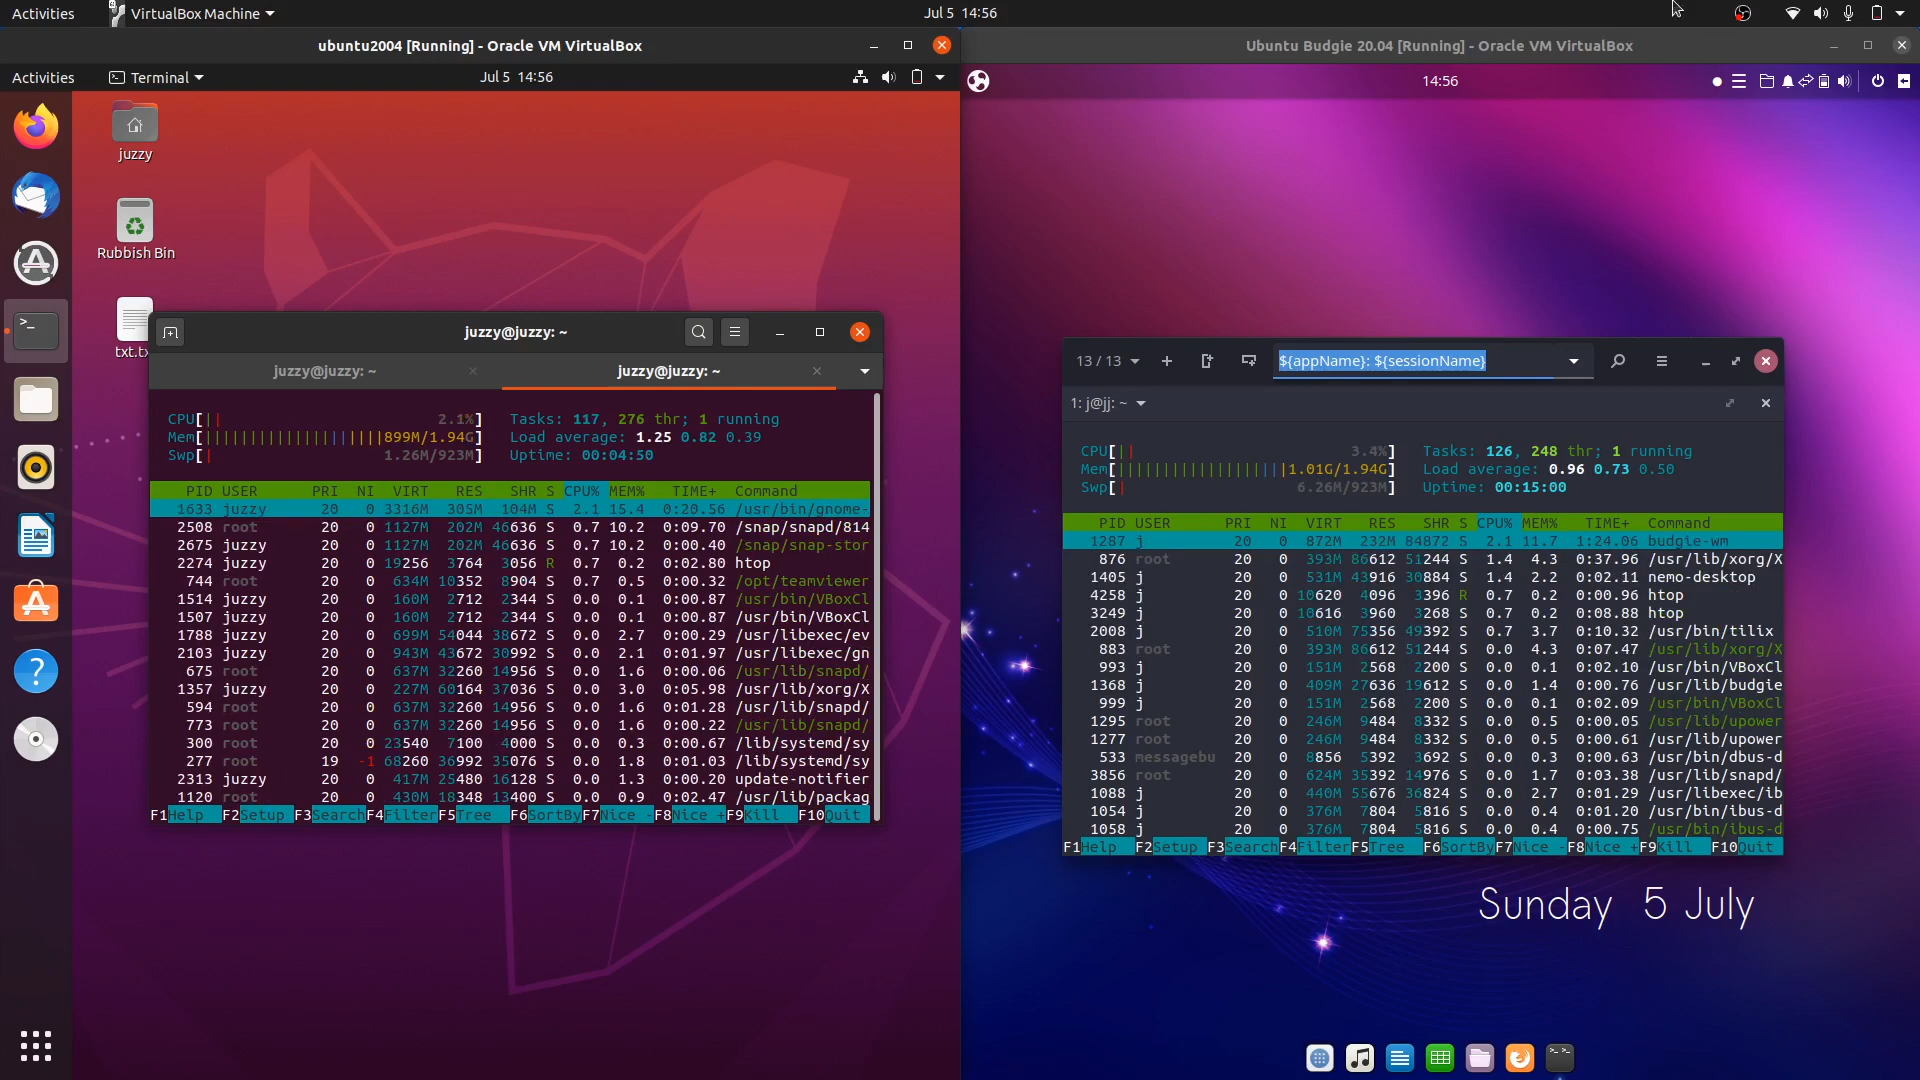 Activities VirtualBox Machine Jul 5 14:56
ubuntu2004 [Running] - Oracle VM VirtualBox
Activities Terminal Jul 5 14:56
juzzy
Rubbish Bin
txt.tx
juzzy@juzzy: ~
juzzy@juzzy: ~ juzzy@juzzy: ~
CPU[|| 2.1%] Tasks: 117, 276 thr; 1 running
Mem[||||||||||||||||||||899M/1.94G] Load average: 1.25 0.82 0.39
Swp[| 1.26M/923M] Uptime: 00:04:50
PID USER PRI NI VIRT RES SHR S CPU% MEM% TIME+ Command
1633 juzzy 20 0 3316M 305M 104M S 2.1 15.4 0:20.56 /usr/bin/gnome-
2508 root 20 0 1127M 202M 46636 S 0.7 10.2 0:09.70 /snap/snapd/814
2675 juzzy 20 0 1127M 202M 46636 S 0.7 10.2 0:00.40 /snap/snap-stor
2274 juzzy 20 0 19256 3764 3056 R 0.7 0.2 0:02.80 htop
744 root 20 0 634M 10352 8904 S 0.7 0.5 0:00.32 /opt/teamviewer
1514 juzzy 20 0 160M 2712 2344 S 0.0 0.1 0:00.87 /usr/bin/VBoxCl
1507 juzzy 20 0 160M 2712 2344 S 0.0 0.1 0:00.87 /usr/bin/VBoxCl
1788 juzzy 20 0 699M 54044 38672 S 0.0 2.7 0:00.29 /usr/libexec/ev
2103 juzzy 20 0 943M 43672 30992 S 0.0 2.1 0:01.97 /usr/libexec/gn
675 root 20 0 637M 32260 14956 S 0.0 1.6 0:00.06 /usr/lib/snapd/
1357 juzzy 20 0 227M 60164 37036 S 0.0 3.0 0:05.98 /usr/lib/xorg/X
594 root 20 0 637M 32260 14956 S 0.0 1.6 0:01.28 /usr/lib/snapd/
773 root 20 0 637M 32260 14956 S 0.0 1.6 0:00.22 /usr/lib/snapd/
300 root 20 0 23540 7100 4000 S 0.0 0.3 0:00.67 /lib/systemd/sy
277 root 19 -1 68260 36992 35076 S 0.0 1.8 0:01.03 /lib/systemd/sy
2313 juzzy 20 0 417M 25480 16128 S 0.0 1.3 0:00.20 update-notifier
1120 root 20 0 430M 18348 13400 S 0.0 0.9 0:02.47 /usr/lib/packag
F1Help F2Setup F3SearchF4FilterF5Tree F6SortByF7Nice -F8Nice +F9Kill F10Quit
Ubuntu Budgie 20.04 [Running] - Oracle VM VirtualBox
14:56
13 / 13 ${appName}: ${sessionName}
1: j@jj: ~
CPU[|| 3.4%] Tasks: 126, 248 thr; 1 running
Mem[|||||||||||||||||||1.01G/1.94G] Load average: 0.96 0.73 0.50
Swp[| 6.26M/923M] Uptime: 00:15:00
PID USER PRI NI VIRT RES SHR S CPU% MEM% TIME+ Command
1287 j 20 0 872M 232M 84872 S 2.1 11.7 1:24.06 budgie-wm
876 root 20 0 393M 86612 51244 S 1.4 4.3 0:37.96 /usr/lib/xorg/X
1405 j 20 0 531M 43916 30884 S 1.4 2.2 0:02.11 nemo-desktop
4258 j 20 0 10620 4096 3396 R 0.7 0.2 0:00.96 htop
3249 j 20 0 10616 3960 3268 S 0.7 0.2 0:08.88 htop
2008 j 20 0 510M 75356 49392 S 0.7 3.7 0:10.32 /usr/bin/tilix
883 root 20 0 393M 86612 51244 S 0.0 4.3 0:07.47 /usr/lib/xorg/X
993 j 20 0 151M 2568 2200 S 0.0 0.1 0:02.10 /usr/bin/VBoxCl
1368 j 20 0 409M 27636 19612 S 0.0 1.4 0:00.76 /usr/lib/budgie
999 j 20 0 151M 2568 2200 S 0.0 0.1 0:02.09 /usr/bin/VBoxCl
1295 root 20 0 246M 9484 8332 S 0.0 0.5 0:00.05 /usr/lib/upower
1277 root 20 0 246M 9484 8332 S 0.0 0.5 0:00.61 /usr/lib/upower
533 messagebu 20 0 8856 5392 3692 S 0.0 0.3 0:00.63 /usr/bin/dbus-d
3856 root 20 0 624M 35392 14976 S 0.0 1.7 0:03.38 /usr/lib/snapd/
1088 j 20 0 440M 55676 36824 S 0.0 2.7 0:01.29 /usr/libexec/ib
1054 j 20 0 376M 7804 5816 S 0.0 0.4 0:01.20 /usr/bin/ibus-d
1058 j 20 0 376M 7804 5816 S 0.0 0.4 0:00.75 /usr/bin/ibus-d
F1Help F2Setup F3SearchF4FilterF5Tree F6SortByF7Nice -F8Nice +F9Kill F10Quit
Sunday 5 July